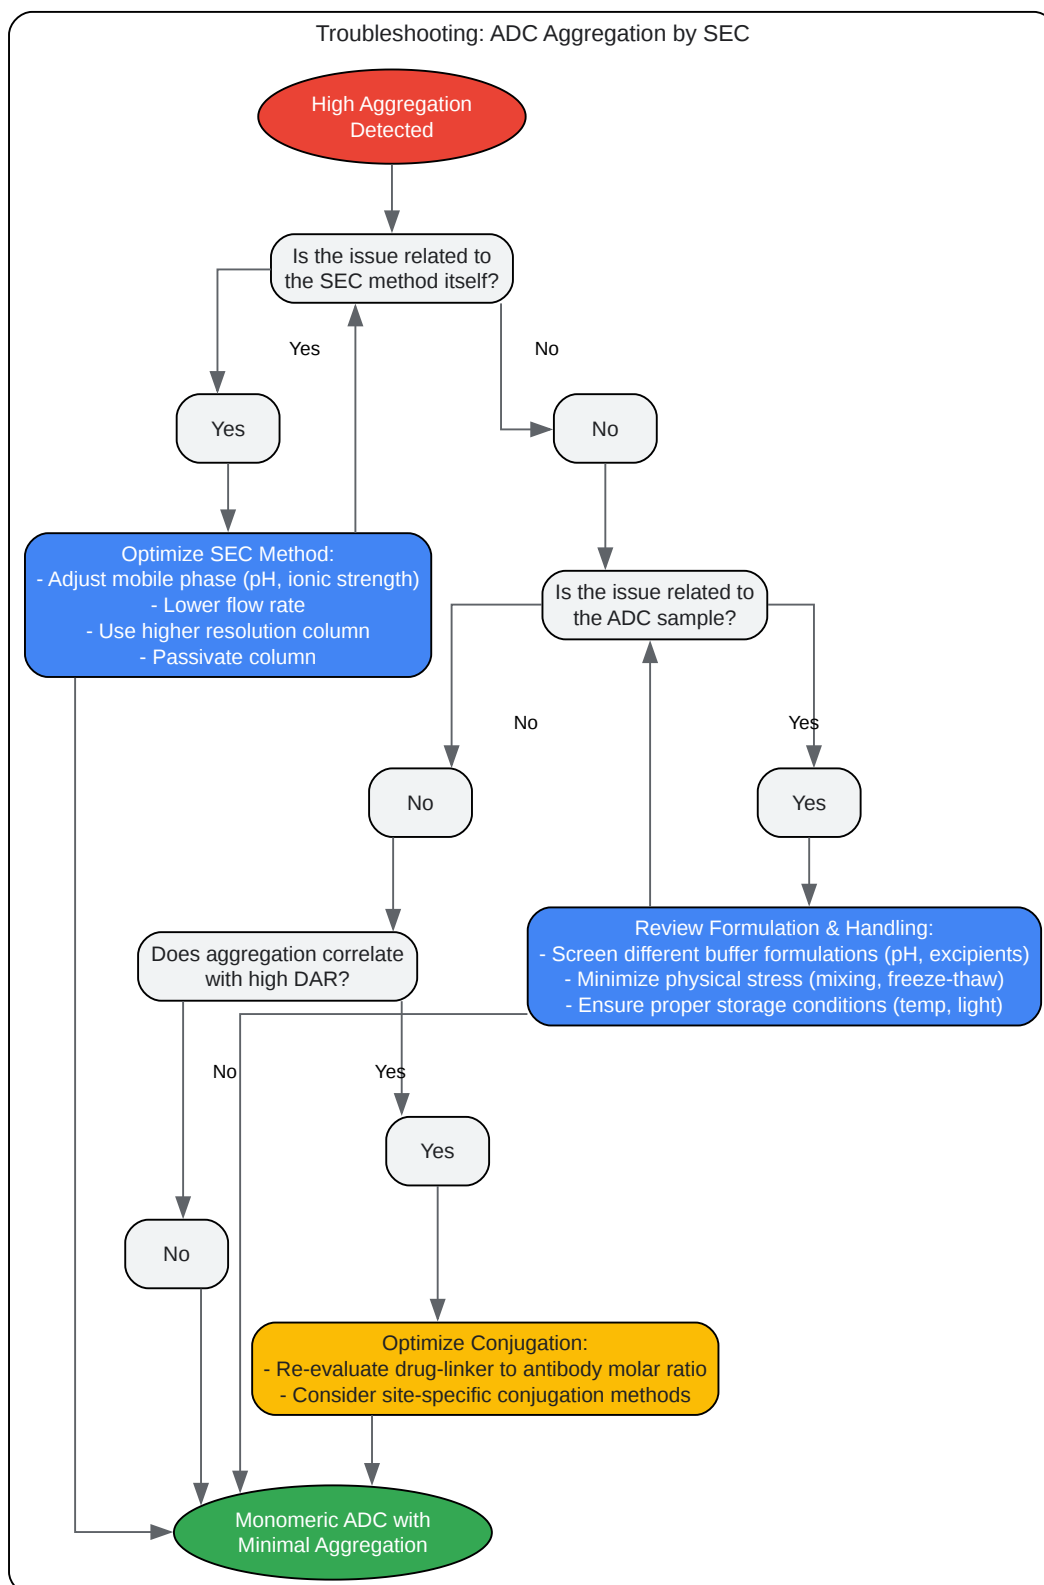 Troubleshooting: ADC Aggregation by SEC
High Aggregation
Detected
Is the issue related to
the SEC method itself?
Yes
No
Yes
No
Optimize SEC Method:
- Adjust mobile phase (pH, ionic strength)
- Lower flow rate
- Use higher resolution column
- Passivate column
Is the issue related to
the ADC sample?
No
Yes
No
Yes
Review Formulation & Handling:
- Screen different buffer formulations (pH, excipients)
- Minimize physical stress (mixing, freeze-thaw)
- Ensure proper storage conditions (temp, light)
Does aggregation correlate
with high DAR?
No
Yes
Yes
No
Optimize Conjugation:
- Re-evaluate drug-linker to antibody molar ratio
- Consider site-specific conjugation methods
Monomeric ADC with
Minimal Aggregation